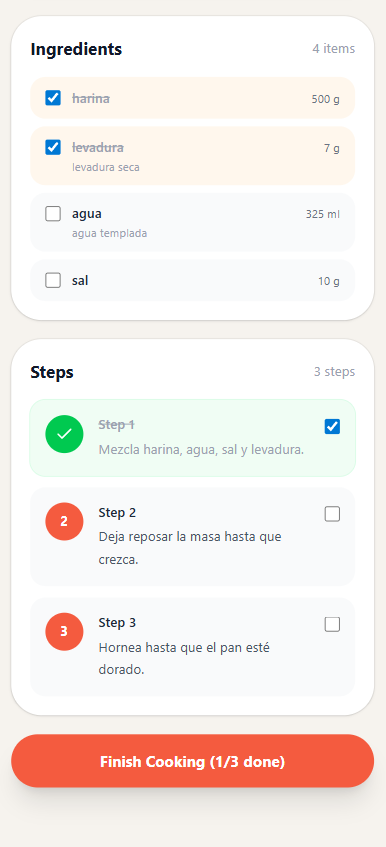 Ingredients
4 items
harina
500 g
levadura
7 g
levadura seca
agua
325 ml
agua templada
sal
10 g
Steps
3 steps
Step 1
Mezcla harina, agua, sal y levadura.
2
Step 2
Deja reposar la masa hasta que
crezca.
3
Step 3
Hornea hasta que el pan esté
dorado.
Finish Cooking (1/3 done)